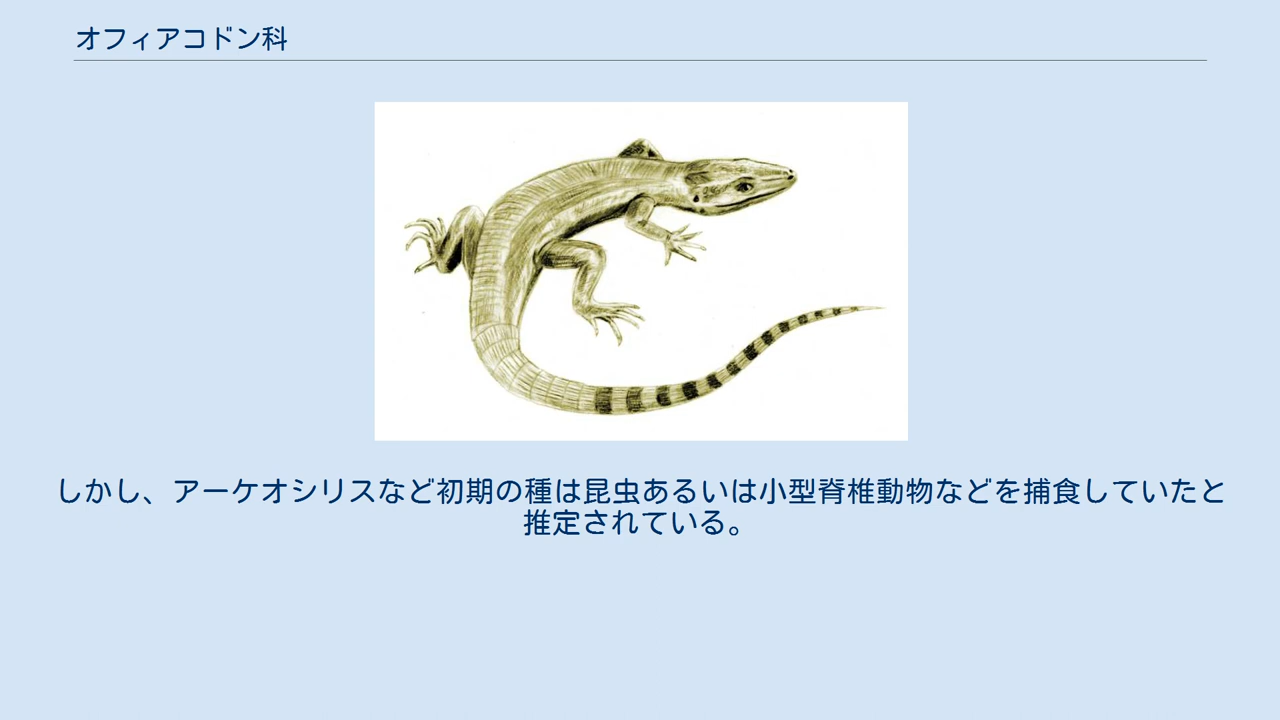 オフィアコドン科
しかし、アーケオシリスなど初期の種は昆虫あるいは小型脊椎動物などを捕食していたと
推定されている。